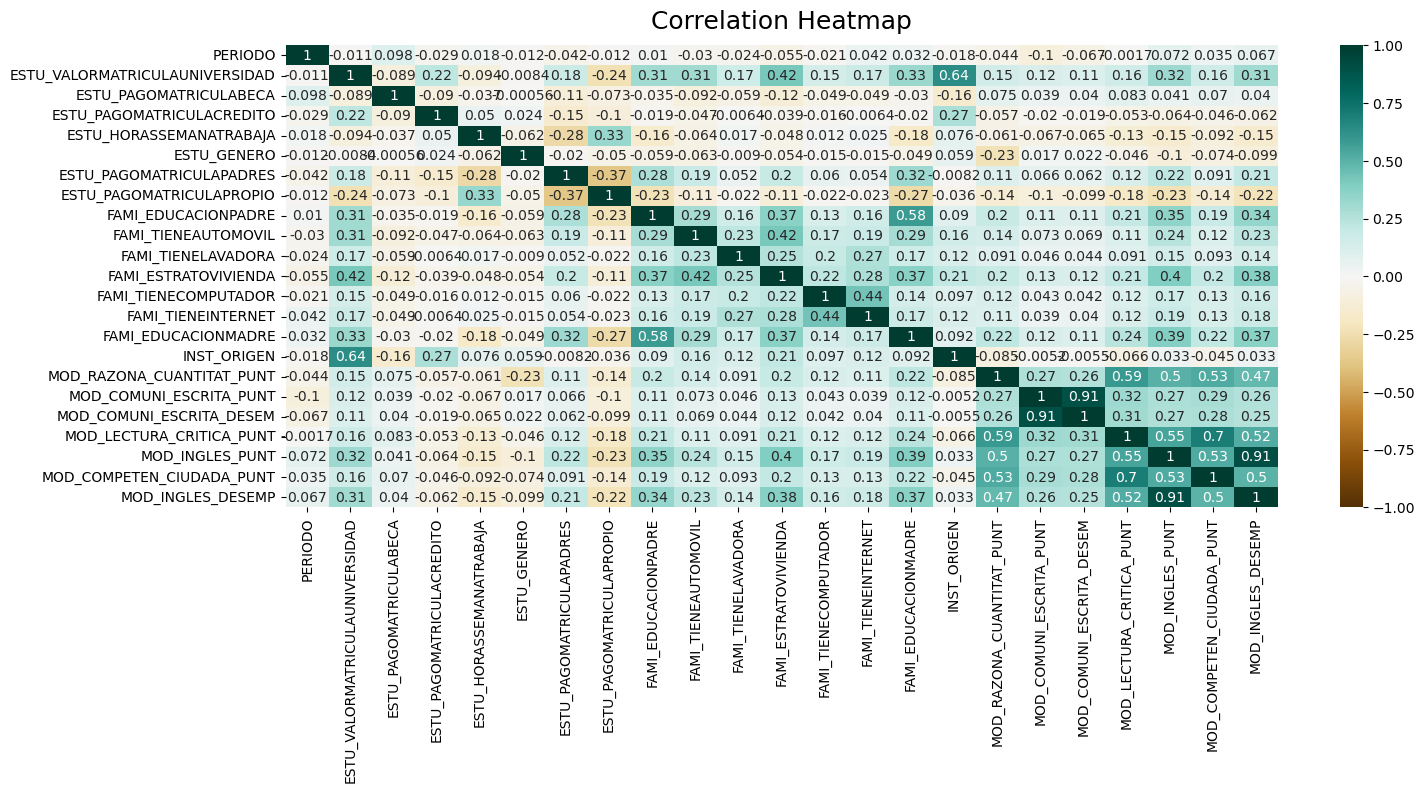 Correlation Heatmap
PERIODO 1 -0.011 0.098 -0.029 0.018 -0.012 -0.042 -0.012 0.01 -0.03 -0.024 -0.055 -0.021 0.042 0.032 -0.018 -0.044 -0.1 -0.067 0.0017 0.072 0.035 0.067
ESTU_VALORMATRICULAUNIVERSIDAD -0.011 1 -0.089 0.22 -0.094 0.0084 0.18 -0.24 0.31 0.31 0.17 0.42 0.15 0.17 0.33 0.64 0.15 0.12 0.11 0.16 0.32 0.16 0.31
ESTU_PAGOMATRICULABECA 0.098 -0.089 1 -0.09 -0.037 -0.00056 -0.11 -0.073 -0.035 -0.092 -0.059 -0.12 -0.049 -0.049 -0.03 -0.16 0.075 0.039 0.04 0.083 0.041 0.07 0.04
ESTU_PAGOMATRICULACREDITO -0.029 0.22 -0.09 1 0.05 0.024 -0.15 -0.1 -0.019 -0.047 0.0064 -0.039 -0.016 0.0064 -0.02 0.27 -0.057 -0.02 -0.019 -0.053 -0.064 -0.046 -0.062
ESTU_HORASSEMANATRABAJA 0.018 -0.094 -0.037 0.05 1 -0.062 -0.28 0.33 -0.16 -0.064 0.017 -0.048 0.012 0.025 -0.18 0.076 -0.061 -0.067 -0.065 -0.13 -0.15 -0.092 -0.15
ESTU_GENERO -0.012 0.0084 -0.00056 0.024 -0.062 1 -0.02 -0.05 -0.059 -0.063 -0.009 -0.054 -0.015 -0.015 -0.049 0.059 -0.23 0.017 0.022 -0.046 -0.1 -0.074 -0.099
ESTU_PAGOMATRICULAPADRES -0.042 0.18 -0.11 -0.15 -0.28 -0.02 1 -0.37 0.28 0.19 0.052 0.2 0.06 0.054 0.32 -0.0082 0.11 0.066 0.062 0.12 0.22 0.091 0.21
ESTU_PAGOMATRICULAPROPIO -0.012 -0.24 -0.073 -0.1 0.33 -0.05 -0.37 1 -0.23 -0.11 -0.022 -0.11 -0.022 -0.023 -0.27 -0.036 -0.14 -0.1 -0.099 -0.18 -0.23 -0.14 -0.22
FAMI_EDUCACIONPADRE 0.01 0.31 -0.035 -0.019 -0.16 -0.059 0.28 -0.23 1 0.29 0.16 0.37 0.13 0.16 0.58 0.09 0.2 0.11 0.11 0.21 0.35 0.19 0.34
FAMI_TIENEAUTOMOVIL -0.03 0.31 -0.092 -0.047 -0.064 -0.063 0.19 -0.11 0.29 1 0.23 0.42 0.17 0.19 0.29 0.16 0.14 0.073 0.069 0.11 0.24 0.12 0.23
FAMI_TIENELAVADORA -0.024 0.17 -0.059 0.0064 0.017 -0.009 0.052 -0.022 0.16 0.23 1 0.25 0.2 0.27 0.17 0.12 0.091 0.046 0.044 0.091 0.15 0.093 0.14
FAMI_ESTRATOVIVIENDA -0.055 0.42 -0.12 -0.039 -0.048 -0.054 0.2 -0.11 0.37 0.42 0.25 1 0.22 0.28 0.37 0.21 0.2 0.13 0.12 0.21 0.4 0.2 0.38
FAMI_TIENECOMPUTADOR -0.021 0.15 -0.049 -0.016 0.012 -0.015 0.06 -0.022 0.13 0.17 0.2 0.22 1 0.44 0.14 0.097 0.12 0.043 0.042 0.12 0.17 0.13 0.16
FAMI_TIENEINTERNET 0.042 0.17 -0.049 0.0064 0.025 -0.015 0.054 -0.023 0.16 0.19 0.27 0.28 0.44 1 0.17 0.12 0.11 0.039 0.04 0.12 0.19 0.13 0.18
FAMI_EDUCACIONMADRE 0.032 0.33 -0.03 -0.02 -0.18 -0.049 0.32 -0.27 0.58 0.29 0.17 0.37 0.14 0.17 1 0.092 0.22 0.12 0.11 0.24 0.39 0.22 0.37
INST_ORIGEN -0.018 0.64 -0.16 0.27 0.076 0.059 -0.0082 -0.036 0.09 0.16 0.12 0.21 0.097 0.12 0.092 1 -0.085 -0.0052 -0.0055 -0.066 0.033 -0.045 0.033
MOD_RAZONA_CUANTITAT_PUNT -0.044 0.15 0.075 -0.057 -0.061 -0.23 0.11 -0.14 0.2 0.14 0.091 0.2 0.12 0.11 0.22 -0.085 1 0.27 0.26 0.59 0.5 0.53 0.47
MOD_COMUNI_ESCRITA_PUNT -0.1 0.12 0.039 -0.02 -0.067 0.017 0.066 -0.1 0.11 0.073 0.046 0.13 0.043 0.039 0.12 -0.0052 0.27 1 0.91 0.32 0.27 0.29 0.26
MOD_COMUNI_ESCRITA_DESEM -0.067 0.11 0.04 -0.019 -0.065 0.022 0.062 -0.099 0.11 0.069 0.044 0.12 0.042 0.04 0.11 -0.0055 0.26 0.91 1 0.31 0.27 0.28 0.25
MOD_LECTURA_CRITICA_PUNT 0.0017 0.16 0.083 -0.053 -0.13 -0.046 0.12 -0.18 0.21 0.11 0.091 0.21 0.12 0.12 0.24 -0.066 0.59 0.32 0.31 1 0.55 0.7 0.52
MOD_INGLES_PUNT 0.072 0.32 0.041 -0.064 -0.15 -0.1 0.22 -0.23 0.35 0.24 0.15 0.4 0.17 0.19 0.39 0.033 0.5 0.27 0.27 0.55 1 0.53 0.91
MOD_COMPETEN_CIUDADA_PUNT 0.035 0.16 0.07 -0.046 -0.092 -0.074 0.091 -0.14 0.19 0.12 0.093 0.2 0.13 0.13 0.22 -0.045 0.53 0.29 0.28 0.7 0.53 1 0.5
MOD_INGLES_DESEMP 0.067 0.31 0.04 -0.062 -0.15 -0.099 0.21 -0.22 0.34 0.23 0.14 0.38 0.16 0.18 0.37 0.033 0.47 0.26 0.25 0.52 0.91 0.5 1
PERIODO
ESTU_VALORMATRICULAUNIVERSIDAD
ESTU_PAGOMATRICULABECA
ESTU_PAGOMATRICULACREDITO
ESTU_HORASSEMANATRABAJA
ESTU_GENERO
ESTU_PAGOMATRICULAPADRES
ESTU_PAGOMATRICULAPROPIO
FAMI_EDUCACIONPADRE
FAMI_TIENEAUTOMOVIL
FAMI_TIENELAVADORA
FAMI_ESTRATOVIVIENDA
FAMI_TIENECOMPUTADOR
FAMI_TIENEINTERNET
FAMI_EDUCACIONMADRE
INST_ORIGEN
MOD_RAZONA_CUANTITAT_PUNT
MOD_COMUNI_ESCRITA_PUNT
MOD_COMUNI_ESCRITA_DESEM
MOD_LECTURA_CRITICA_PUNT
MOD_INGLES_PUNT
MOD_COMPETEN_CIUDADA_PUNT
MOD_INGLES_DESEMP
1.00
0.75
0.50
0.25
0.00
−0.25
−0.50
−0.75
−1.00